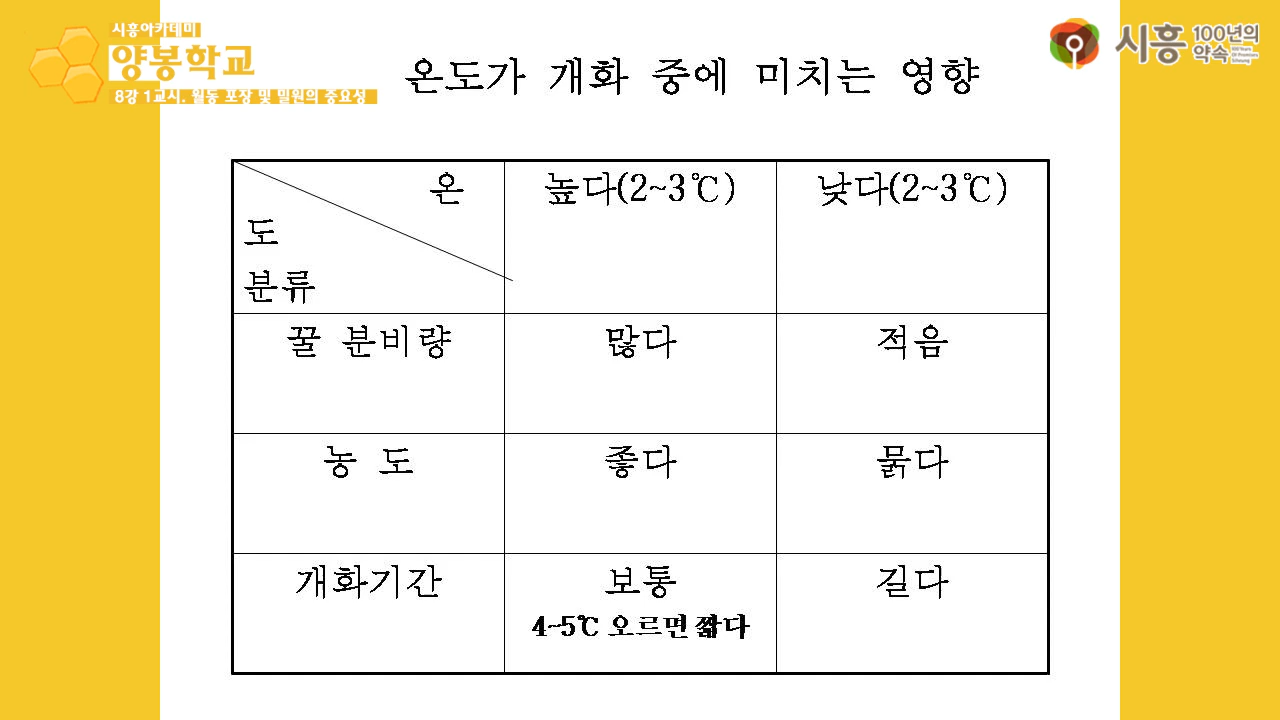 시흥아카데미
양봉학교
8강 1교시. 월동 포장 및 밀원의 중요성
시흥 100년의 약속
온도가 개화 중에 미치는 영향
온도
분류
높다(2~3℃)
낮다(2~3℃)
꿀 분비량
많다
적음
농 도
좋다
묽다
개화기간
보통
4~5℃ 오르면 짧다
길다